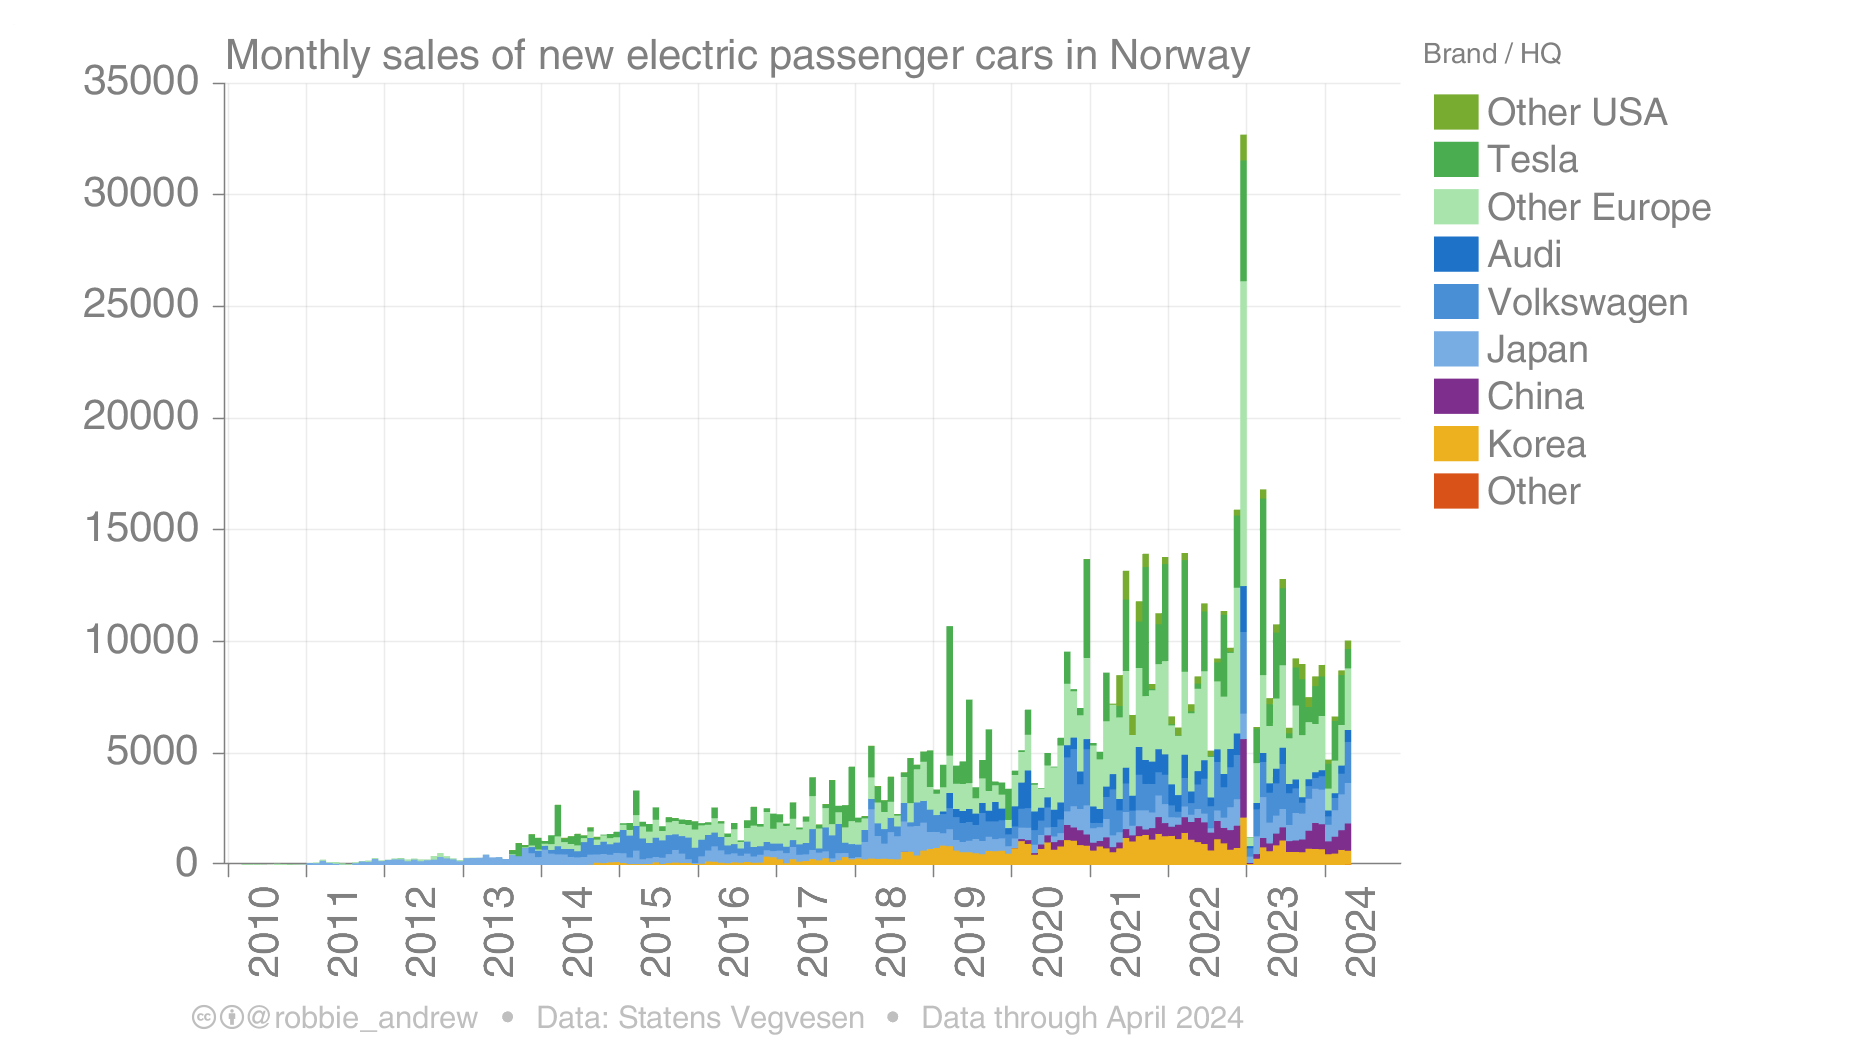 Monthly sales of new electric passenger cars in Norway
Brand / HQ
Other USA
Tesla
Other Europe
Audi
Volkswagen
Japan
China
Korea
Other
35000
30000
25000
20000
15000
10000
5000
0
2010
2011
2012
2013
2014
2015
2016
2017
2018
2019
2020
2021
2022
2023
2024
cc @robbie_andrew • Data: Statens Vegvesen • Data through April 2024